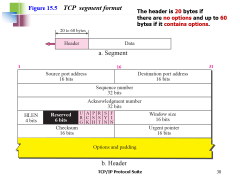 Figure 15.5 TCP segment format
The header is 20 bytes if
there are no options and up to 60
bytes if it contains options.
20 to 60 bytes
Header Data
a. Segment
1 16 31
Source port address
16 bits
Destination port address
16 bits
Sequence number
32 bits
Acknowledgment number
32 bits
HLEN
4 bits
Reserved
6 bits
U A P R S F
R C S S Y I
G K H T N N
Window size
16 bits
Checksum
16 bits
Urgent pointer
16 bits
Options and padding
b. Header
TCP/IP Protocol Suite